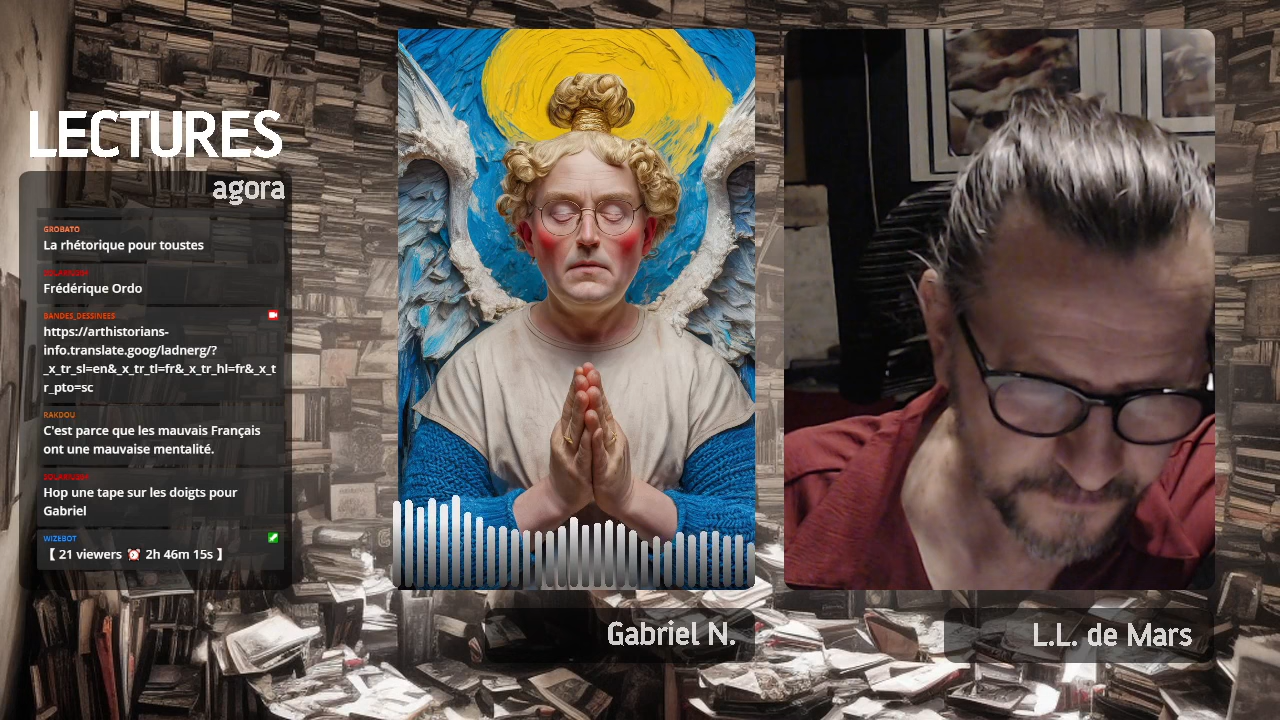 LECTURES
agora
GROBATO
La rhétorique pour toustes
Frédérique Ordo
BANDES_DESSINEES
https://arthistorians-
info.translate.goog/ladnerg/?
_x_tr_sl=en&_x_tr_tl=fr&_x_tr_hl=fr&_x_t
r_pto=sc
RAKDOU
C'est parce que les mauvais Français
ont une mauvaise mentalité.
Hop une tape sur les doigts pour
Gabriel
WIZEBOT
【 21 viewers ⏰ 2h 46m 15s 】
Gabriel N.
L.L. de Mars